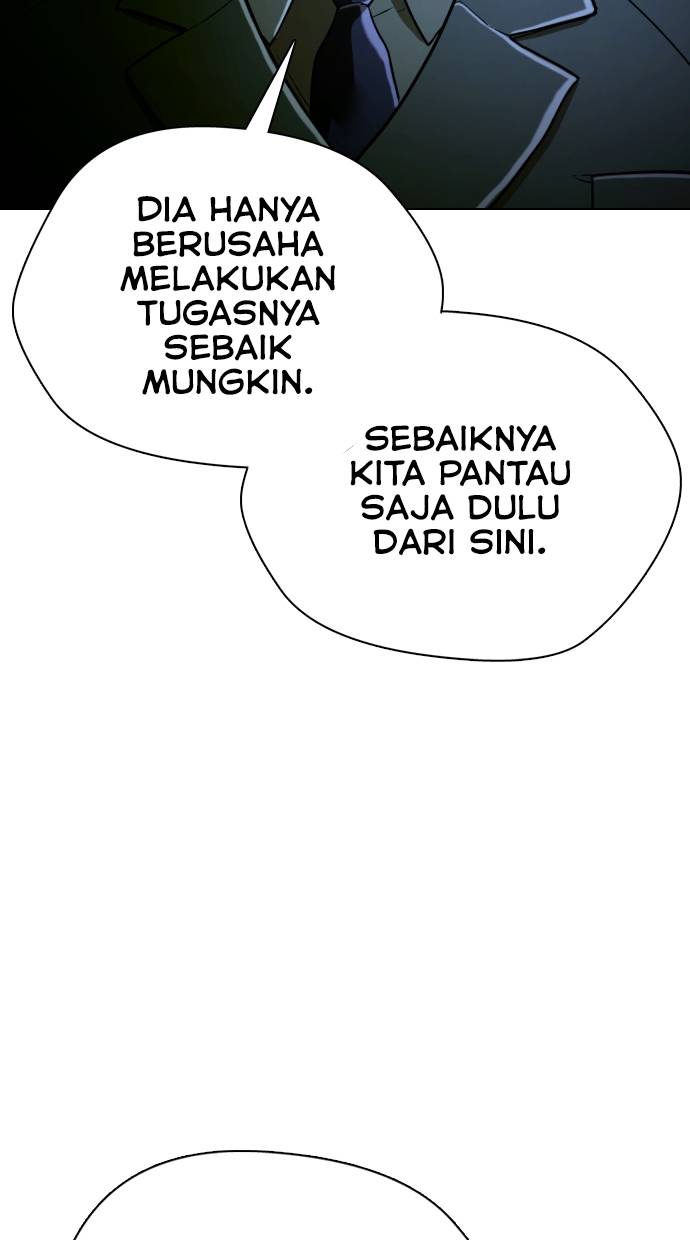 DIA HANYA
BERUSAHA
MELAKUKAN
TUGASNYA
SEBAIK
MUNGKIN.
SEBAIKNYA
KITA PANTAU
SAJA DULU
DARI SINI.